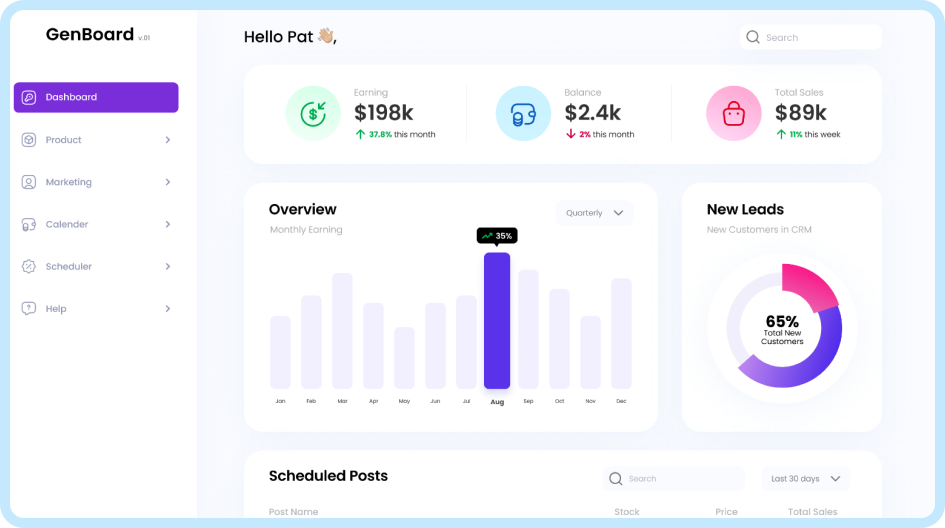 GenBoard v.01
Dashboard
Product
Marketing
Calender
Scheduler
Help
Hello Pat 👋🏼,
Search
Earning
$198k
37.8% this month
Balance
$2.4k
2% this month
Total Sales
$89k
11% this week
Overview
Monthly Earning
Quarterly
35%
Jan Feb Mar Apr May Jun Jul Aug Sep Oct Nov Dec
New Leads
New Customers in CRM
65%
Total New
Customers
Scheduled Posts
Search
Last 30 days
Post Name Stock Price Total Sales